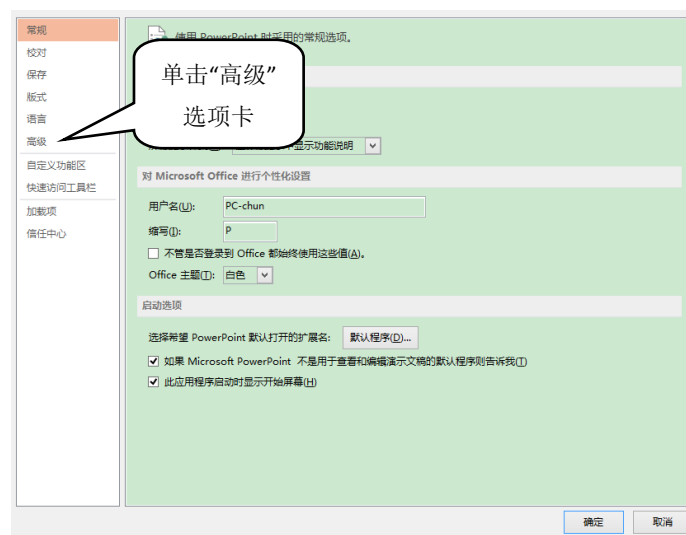 常规
校对
保存
版式
语言
高级
自定义功能区
快速访问工具栏
加载项
信任中心
使用 PowerPoint 时采用的常规选项。
单击“高级”
选项卡
显示功能说明
对 Microsoft Office 进行个性化设置
用户名(U): PC-chun
缩写(I): P
不管是否登录到 Office 都始终使用这些值(A)。
Office 主题(T): 白色
启动选项
选择希望 PowerPoint 默认打开的扩展名: 默认程序(D)...
如果 Microsoft PowerPoint 不是用于查看和编辑演示文稿的默认程序则告诉我(T)
此应用程序启动时显示开始屏幕(H)
确定 取消